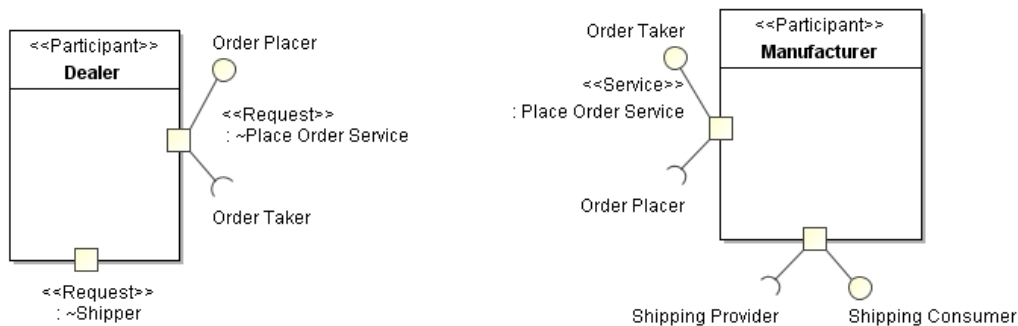 <<Participant>>
Dealer
Order Placer
<<Request>>
: ~Place Order Service
Order Taker
<<Request>>
: ~Shipper
<<Participant>>
Manufacturer
Order Taker
<<Service>>
: Place Order Service
Order Placer
Shipping Provider
Shipping Consumer